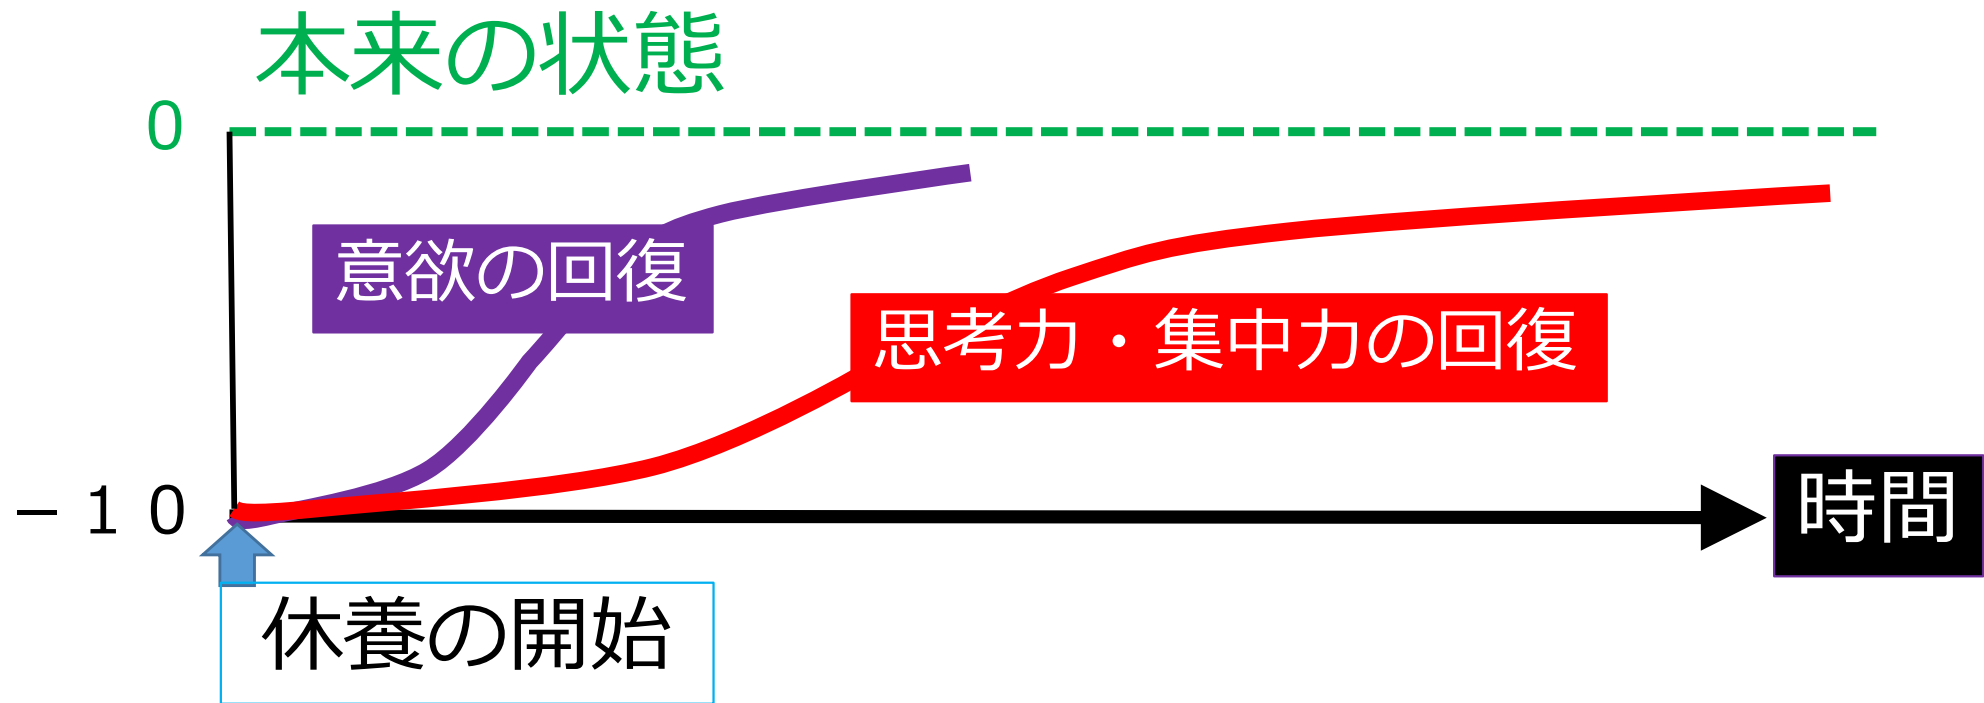 本来の状態
0
意欲の回復
思考力・集中力の回復
－１０
時間
休養の開始